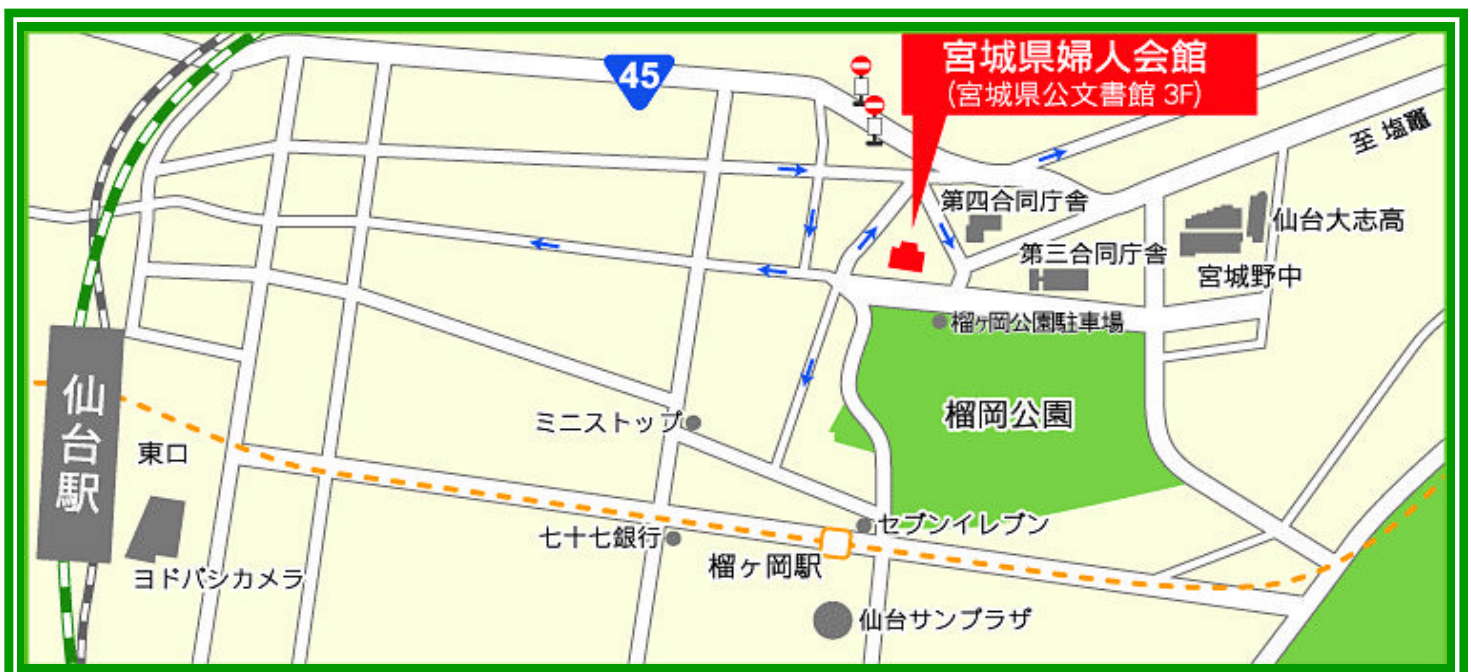 45
宮城県婦人会館
(宮城県公文書館 3F)
至 塩竈
第四合同庁舎
仙台大志高
第三合同庁舎
宮城野中
榴ヶ岡公園駐車場
仙台駅
榴岡公園
ミニストップ
東口
セブンイレブン
七十七銀行
榴ヶ岡駅
ヨドバシカメラ
仙台サンプラザ